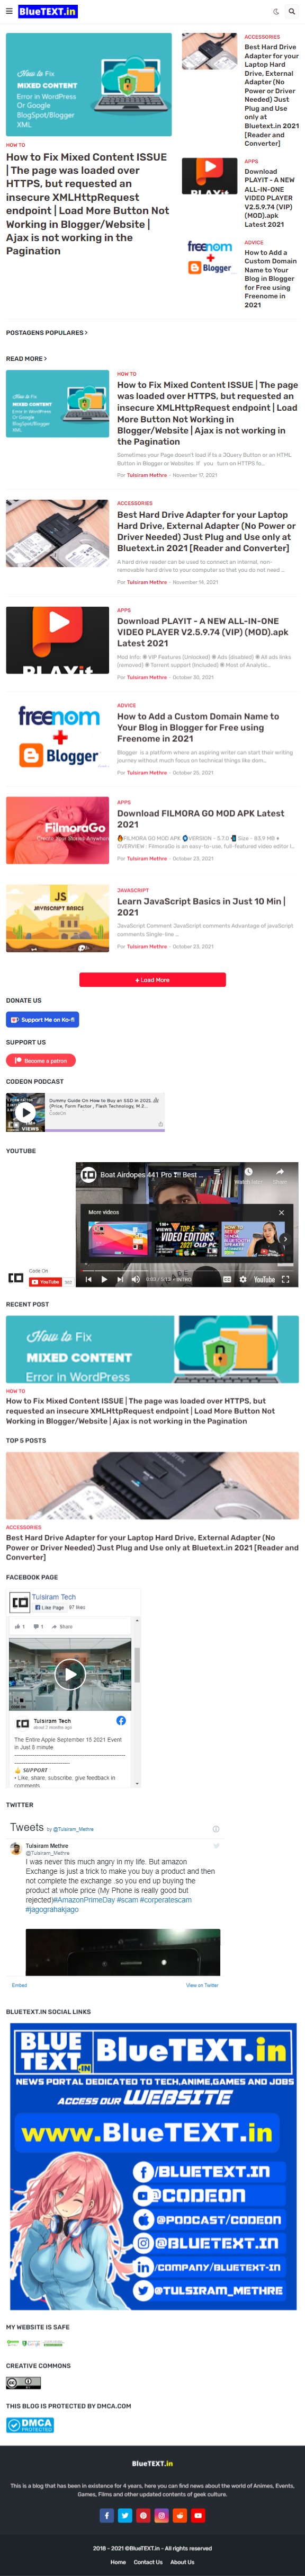 BlueTEXT.in
How to Fix
MIXED CONTENT
Error in WordPress
Or Google
BlogSpot/Blogger
XML
HOW TO
How to Fix Mixed Content ISSUE
| The page was loaded over
HTTPS, but requested an
insecure XMLHttpRequest
endpoint | Load More Button Not
Working in Blogger/Website |
Ajax is not working in the
Pagination
ACCESSORIES
Best Hard Drive
Adapter for your
Laptop Hard
Drive, External
Adapter (No
Power or Driver
Needed) Just
Plug and Use
only at
Bluetext.in 2021
[Reader and
Converter]
PLAYit
APPS
Download
PLAYIT - A NEW
ALL-IN-ONE
VIDEO PLAYER
V2.5.9.74 (VIP)
(MOD).apk
Latest 2021
freenom
+
Blogger
ADVICE
How to Add a
Custom Domain
Name to Your
Blog in Blogger
for Free using
Freenome in
2021
POSTAGENS POPULARES >
READ MORE >
How to Fix
MIXED CONTENT
Error in WordPress
Or Google
BlogSpot/Blogger
XML
HOW TO
How to Fix Mixed Content ISSUE | The page
was loaded over HTTPS, but requested an
insecure XMLHttpRequest endpoint | Load
More Button Not Working in
Blogger/Website | Ajax is not working in
the Pagination
Sometimes your Page doesn't load if its a JQuery Button or an HTML
Button in Blogger or Websites If you turn on HTTPS fo...
Por Tulsiram Methre - November 17, 2021
ACCESSORIES
Best Hard Drive Adapter for your Laptop
Hard Drive, External Adapter (No Power or
Driver Needed) Just Plug and Use only at
Bluetext.in 2021 [Reader and Converter]
A hard drive reader can be used to connect an internal, non-
removable hard drive to your computer so that you do not need ...
Por Tulsiram Methre - November 14, 2021
PLAYit
APPS
Download PLAYIT - A NEW ALL-IN-ONE
VIDEO PLAYER V2.5.9.74 (VIP) (MOD).apk
Latest 2021
Mod Info: ※ VIP Features [Unlocked] ※ Ads [disabled] ※ All ads links
[removed] ※ Torrent support [Included] ※ Most of Analytic...
Por Tulsiram Methre - October 30, 2021
freenom
+
Blogger
ADVICE
How to Add a Custom Domain Name to
Your Blog in Blogger for Free using
Freenome in 2021
Blogger is a platform where an aspiring writer can start their writing
journey without much focus on technical things like dom...
Por Tulsiram Methre - October 25, 2021
FilmoraGo
APPS
Download FILMORA GO MOD APK Latest
2021
FILMORA GO MOD APK VERSION - 5.7.0 Size - 83.9 MB
OVERVIEW : FilmoraGo is an easy-to-use, full-featured video editor l...
Por Tulsiram Methre - October 23, 2021
JS
JAVASCRIPT BASICS
JAVASCRIPT
Learn JavaScript Basics in Just 10 Min |
2021
JavaScript Comment JavaScript comments Advantage of javaScript
comments Single-line ...
Por Tulsiram Methre - October 23, 2021
+ Load More
DONATE US
Support Me on Ko-fi
SUPPORT US
Become a patron
CODEON PODCAST
Dummy Guide On How to Buy an SSD in 2021...
(Price, Form Factor , Flash Technology, M.2...
CodeOn
YOUTUBE
Code On
YouTube
Boat Airdopes 441 Pro
Best ...
More videos
TOP 5
VIDEO EDITORS
OLD PC
YouTube
RECENT POST
How to Fix
MIXED CONTENT
Error in WordPress
HOW TO
How to Fix Mixed Content ISSUE | The page was loaded over HTTPS, but
requested an insecure XMLHttpRequest endpoint | Load More Button Not
Working in Blogger/Website | Ajax is not working in the Pagination
TOP 5 POSTS
ACCESSORIES
Best Hard Drive Adapter for your Laptop Hard Drive, External Adapter (No
Power or Driver Needed) Just Plug and Use only at Bluetext.in 2021 [Reader and
Converter]
FACEBOOK PAGE
Tulsiram Tech
Like Page 97 likes
1 1 Share
Tulsiram Tech
about 2 months ago
The Entire Apple September 15 2021 Event
in Just 8 minute
👍 SUPPORT
• Like, share, subscribe, give feedback in
comments
TWITTER
Tweets by @Tulsiram_Methre
Tulsiram Methre
@Tulsiram_Methre
I was never this much angry in my life. But amazon
Exchange is just a trick to make you buy a product and then
not complete the exchange .so you end up buying the
product at whole price (My Phone is really good but
rejected)#AmazonPrimeDay #scam #corperatescam
#jagograhakjago
Embed
View on Twitter
BLUETEXT.IN SOCIAL LINKS
BLUE
TEXT
IN
BlueTEXT.in
NEWS PORTAL DEDICATED TO TECH,ANIME,GAMES AND JOBS
ACCESS OUR WEBSITE
www.BlueTEXT.in
/BLUETEXT.IN
/CODEON
@PODCAST/CODEON
@BLUETEXT.IN
/COMPANY/BLUETEXT-IN
@TULSIRAM_METHRE
MY WEBSITE IS SAFE
CREATIVE COMMONS
THIS BLOG IS PROTECTED BY DMCA.COM
DMCA
PROTECTED
BlueTEXT.in
This is a blog that has been in existence for 4 years, here you can find news about the world of Animes, Events,
Games, Films and other updated contents of geek culture.
2018 - 2021 ©BlueTEXT.in - All rights reserved
Home Contact Us About Us